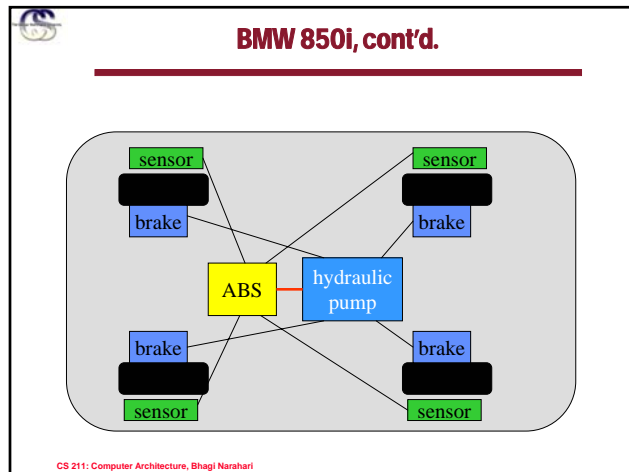 BMW 850i, cont'd.
sensor
sensor
brake
brake
ABS
hydraulic
pump
brake
brake
sensor
sensor
CS 211: Computer Architecture, Bhagi Narahari